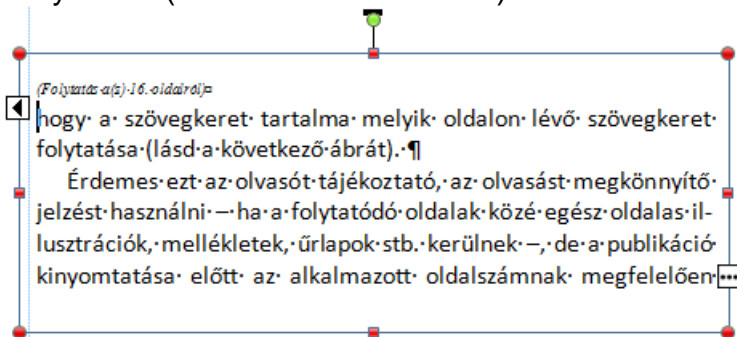 (Folytatás a(z) 16. oldalról)
hogy a szövegkeret tartalma melyik oldalon lévő szövegkeret
folytatása (lásd a következő ábrát). ¶
Érdemes ezt az olvasót tájékoztató, az olvasást megkönnyítő
jelzést használni – ha a folytatódó oldalak közé egész oldalas il-
lusztrációk, mellékletek, űrlapok stb. kerülnek –, de a publikáció
kinyomtatása előtt az alkalmazott oldalszámnak megfelelően